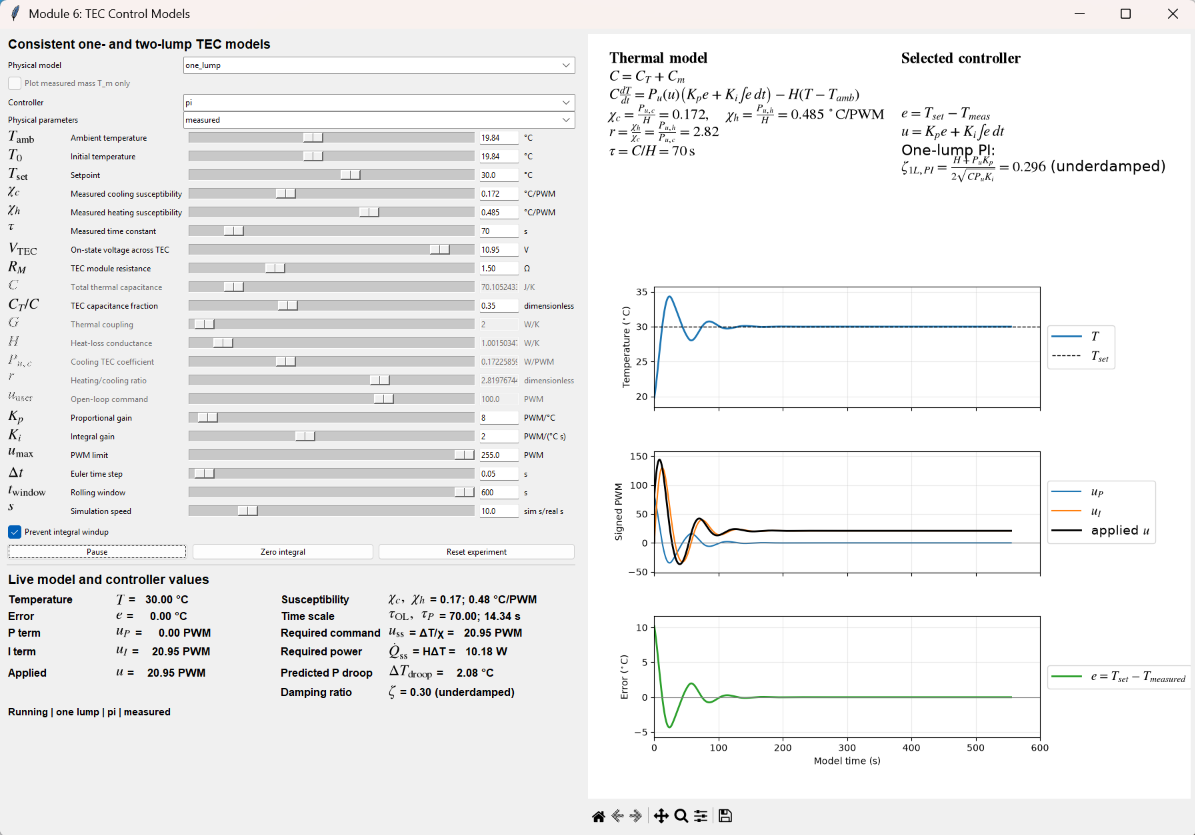 Module 6: TEC Control Models
Consistent one- and two-lump TEC models
Physical model one_lump
Plot measured mass T_m only
Controller pi
Physical parameters measured
T_amb Ambient temperature 19.84 °C
T_0 Initial temperature 19.84 °C
T_set Setpoint 30.0 °C
χ_c Measured cooling susceptibility 0.172 °C/PWM
χ_h Measured heating susceptibility 0.485 °C/PWM
τ Measured time constant 70 s
V_TEC On-state voltage across TEC 10.95 V
R_M TEC module resistance 1.50 Ω
C Total thermal capacitance 70.105243 J/K
C_T/C TEC capacitance fraction 0.35 dimensionless
G Thermal coupling 2 W/K
H Heat-loss conductance 1.0015034 W/K
P_u,c Cooling TEC coefficient 0.1722585 W/PWM
r Heating/cooling ratio 2.8197674 dimensionless
u_user Open-loop command 100.0 PWM
K_p Proportional gain 8 PWM/°C
K_i Integral gain 2 PWM/(°C s)
u_max PWM limit 255.0 PWM
Δt Euler time step 0.05 s
t_window Rolling window 600 s
s Simulation speed 10.0 sim s/real s
Prevent integral windup
Pause Zero integral Reset experiment
Live model and controller values
Temperature T = 30.00 °C Susceptibility χ_c, χ_h = 0.17; 0.48 °C/PWM
Error e = 0.00 °C Time scale τ_OL, τ_P = 70.00; 14.34 s
P term u_P = 0.00 PWM Required command u_ss = ΔT/χ = 20.95 PWM
I term u_I = 20.95 PWM Required power Q̇_ss = HΔT = 10.18 W
Applied u = 20.95 PWM Predicted P droop ΔT_droop = 2.08 °C
Damping ratio ζ = 0.30 (underdamped)
Running | one lump | pi | measured
Thermal model
C = C_T + C_m
C dT/dt = P_u(u)(K_p e + K_i ∫e dt) − H(T − T_amb)
χ_c = P_u,c/H = 0.172, χ_h = P_u,h/H = 0.485 °C/PWM
r = χ_h/χ_c = P_u,h/P_u,c = 2.82
τ = C/H = 70 s
Selected controller
e = T_set − T_meas
u = K_p e + K_i ∫e dt
One-lump PI:
ζ_1L,PI = (H + P_u K_p)/(2√(C P_u K_i)) = 0.296 (underdamped)
Temperature (°C)
35
30
25
20
T
T_set
Signed PWM
150
100
50
0
−50
u_P
u_I
applied u
Error (°C)
10
5
0
−5
e = T_set − T_measured
0 100 200 300 400 500 600
Model time (s)